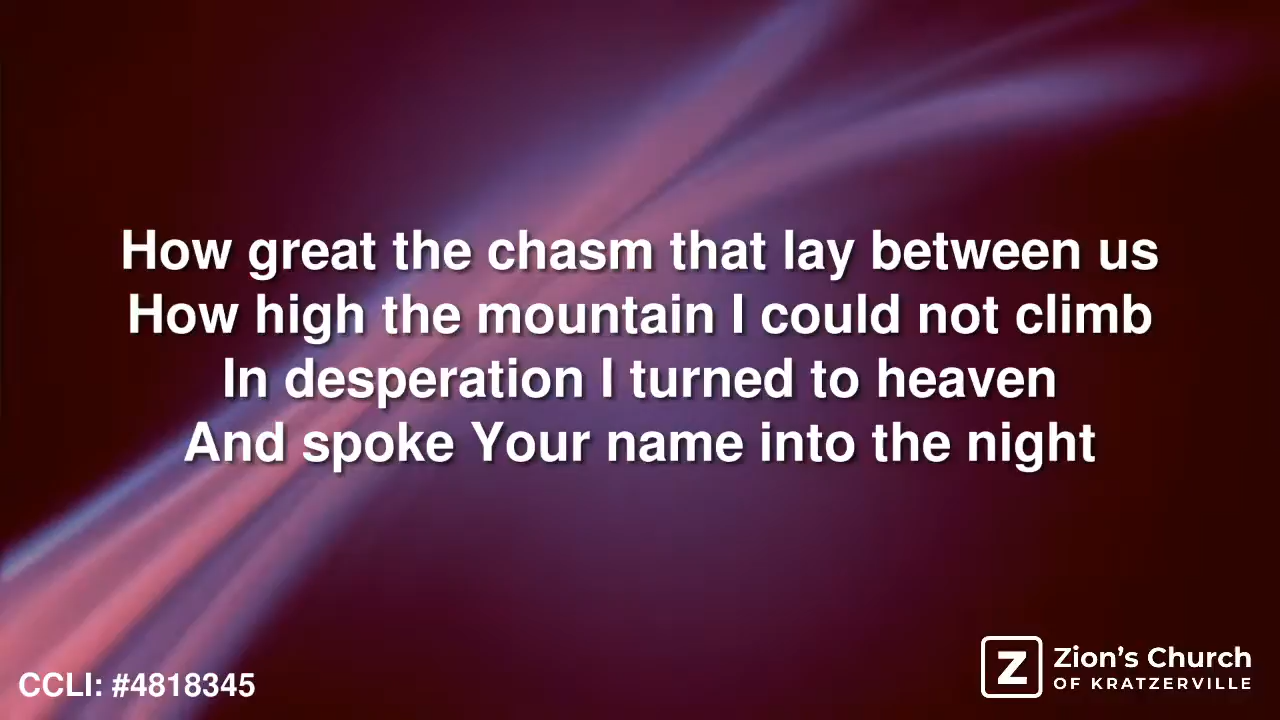 How great the chasm that lay between us
How high the mountain I could not climb
In desperation I turned to heaven
And spoke Your name into the night
CCLI: #4818345
Z
Zion's Church
OF KRATZERVILLE